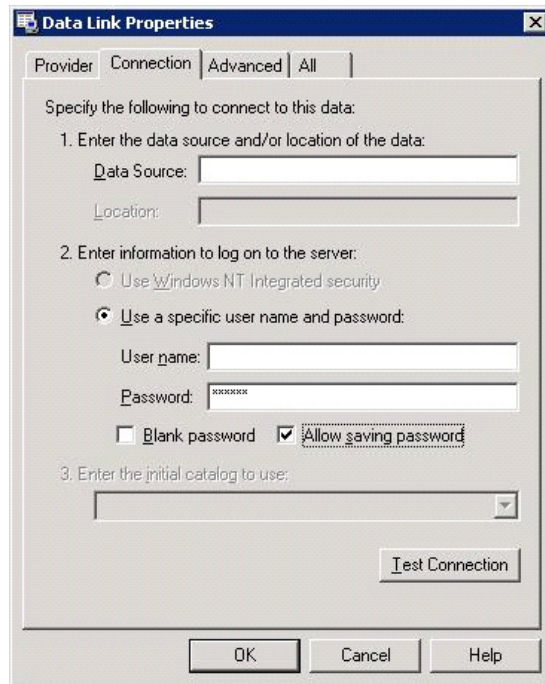 Data Link Properties
Provider Connection Advanced All
Specify the following to connect to this data:
1. Enter the data source and/or location of the data:
Data Source:
Location:
2. Enter information to log on to the server:
Use Windows NT Integrated security
Use a specific user name and password:
User name:
Password: ******
Blank password Allow saving password
3. Enter the initial catalog to use:
Test Connection
OK Cancel Help